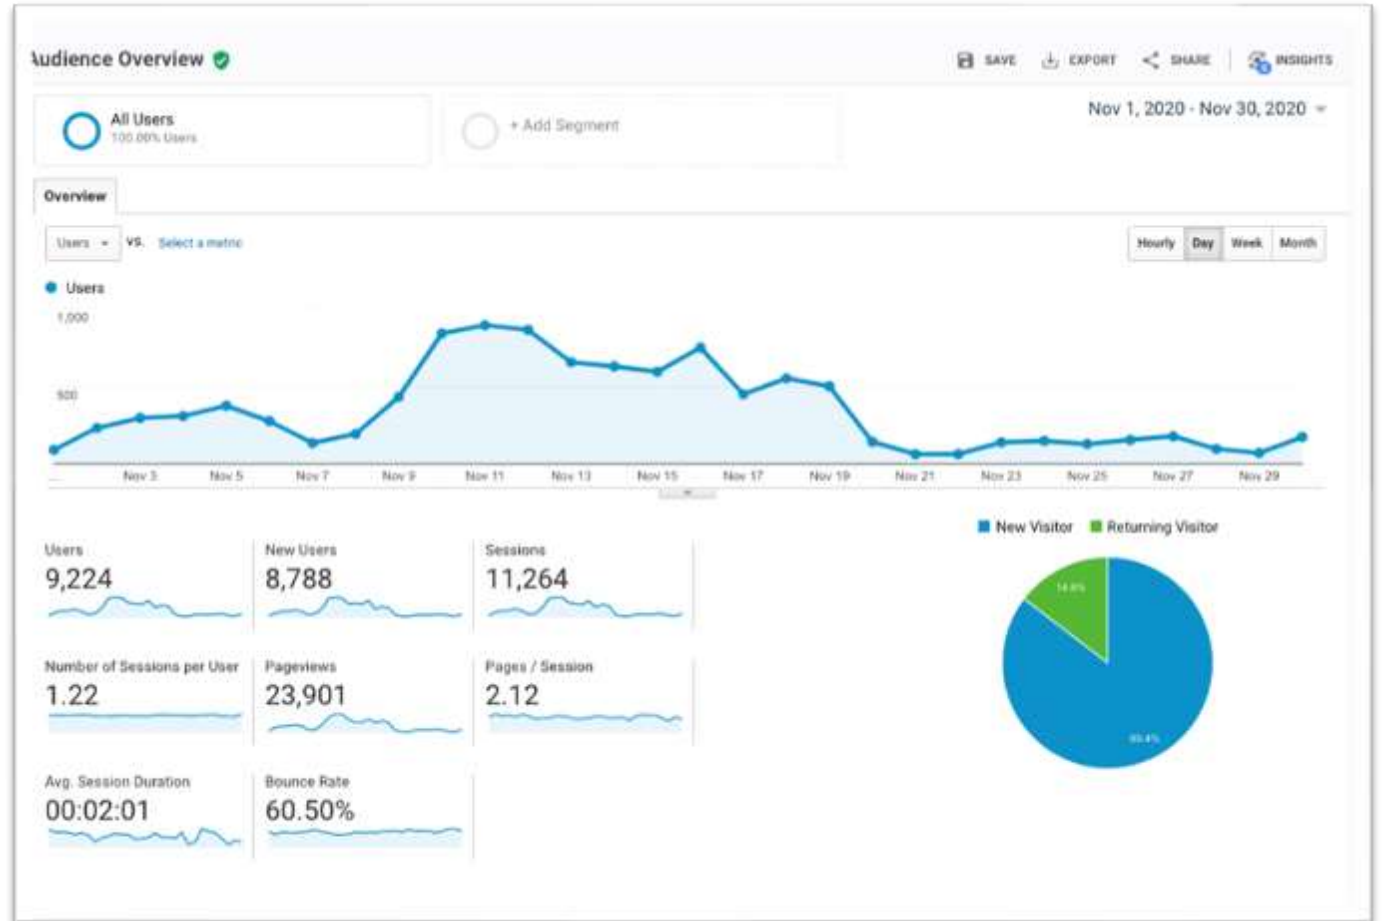 Audience Overview
SAVE EXPORT SHARE INSIGHTS
All Users
100.00% Users
+ Add Segment
Nov 1, 2020 - Nov 30, 2020
Overview
Users VS. Select a metric
Hourly Day Week Month
Users
1,000
500
... Nov 3 Nov 5 Nov 7 Nov 9 Nov 11 Nov 13 Nov 15 Nov 17 Nov 19 Nov 21 Nov 23 Nov 25 Nov 27 Nov 29
New Visitor Returning Visitor
Users
9,224
New Users
8,788
Sessions
11,264
Number of Sessions per User
1.22
Pageviews
23,901
Pages / Session
2.12
Avg. Session Duration
00:02:01
Bounce Rate
60.50%
14.6%
85.4%